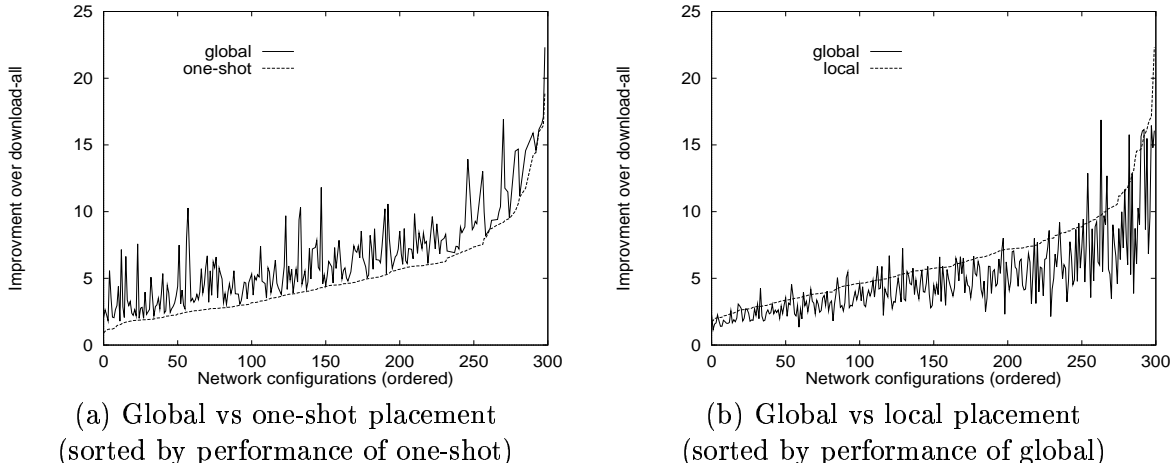 25
20
15
10
5
0
Improvment over download-all
global
one-shot
0 50 100 150 200 250 300
Network configurations (ordered)
(a) Global vs one-shot placement
(sorted by performance of one-shot)
25
20
15
10
5
0
Improvment over download-all
global
local
0 50 100 150 200 250 300
Network configurations (ordered)
(b) Global vs local placement
(sorted by performance of global)